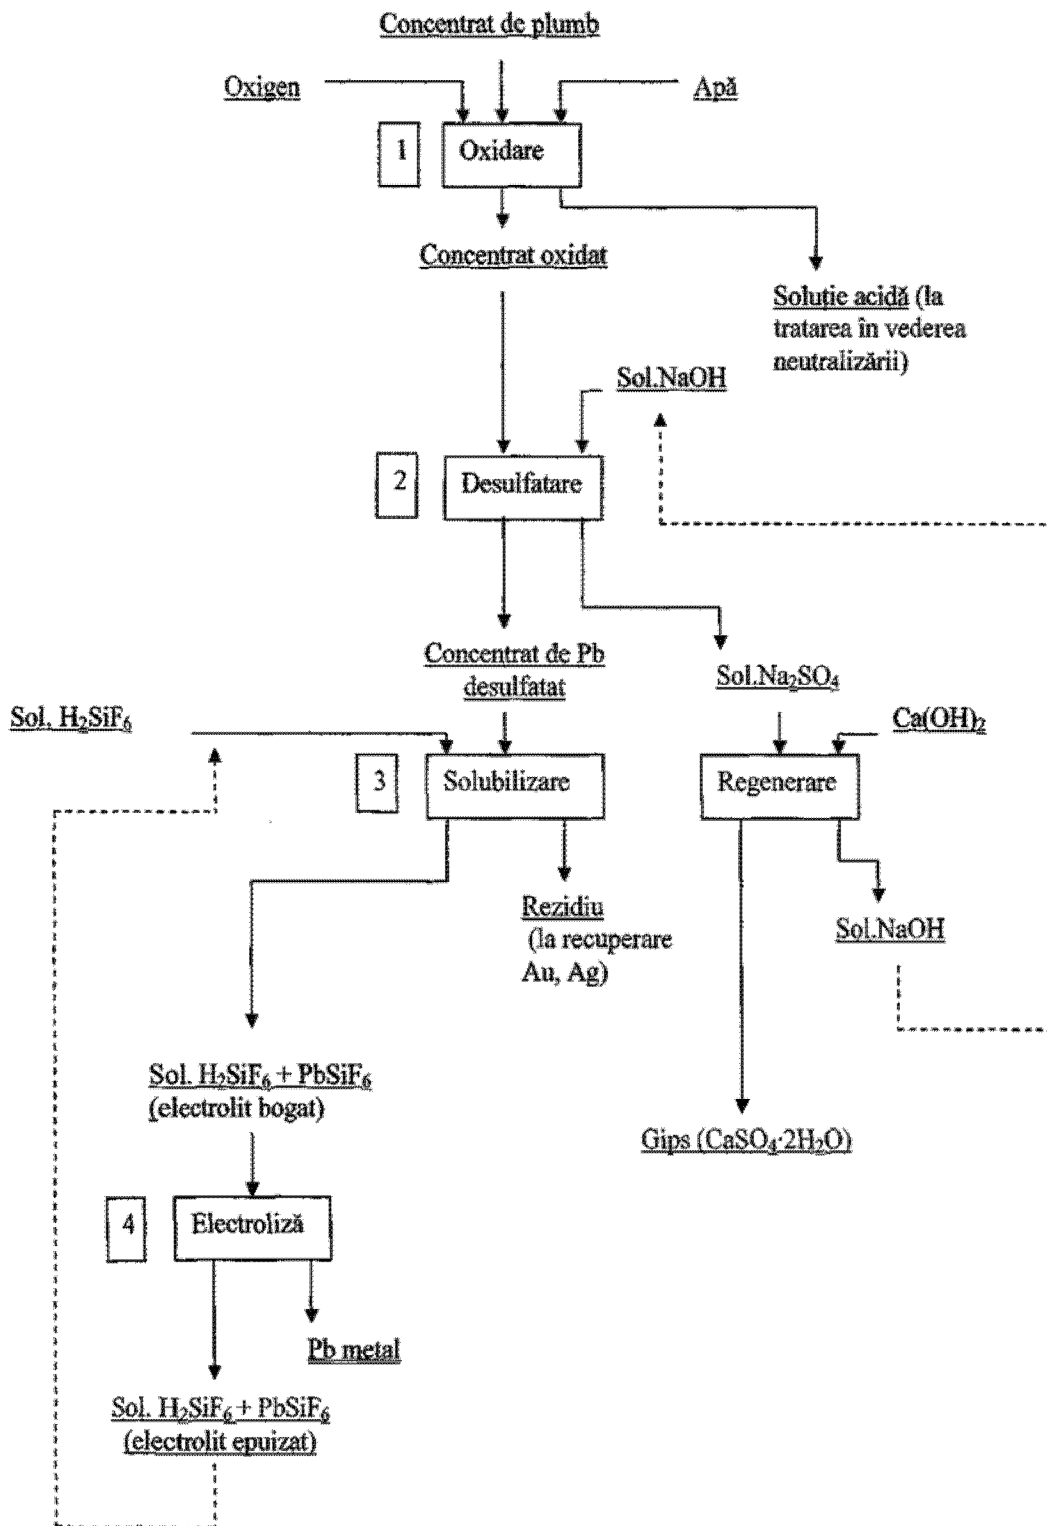 Concentrat de plumb
Oxigen
Apă
1
Oxidare
Concentrat oxidat
Soluție acidă (la
tratarea în vederea
neutralizării)
Sol.NaOH
2
Desulfatare
Concentrat de Pb
desulfatat
Sol.Na₂SO₄
Sol. H₂SiF₆
Ca(OH)₂
3
Solubilizare
Regenerare
Rezidiu
(la recuperare
Au, Ag)
Sol.NaOH
Sol. H₂SiF₆ + PbSiF₆
(electrolit bogat)
Gips (CaSO₄·2H₂O)
4
Electroliză
Pb metal
Sol. H₂SiF₆ + PbSiF₆
(electrolit epuizat)